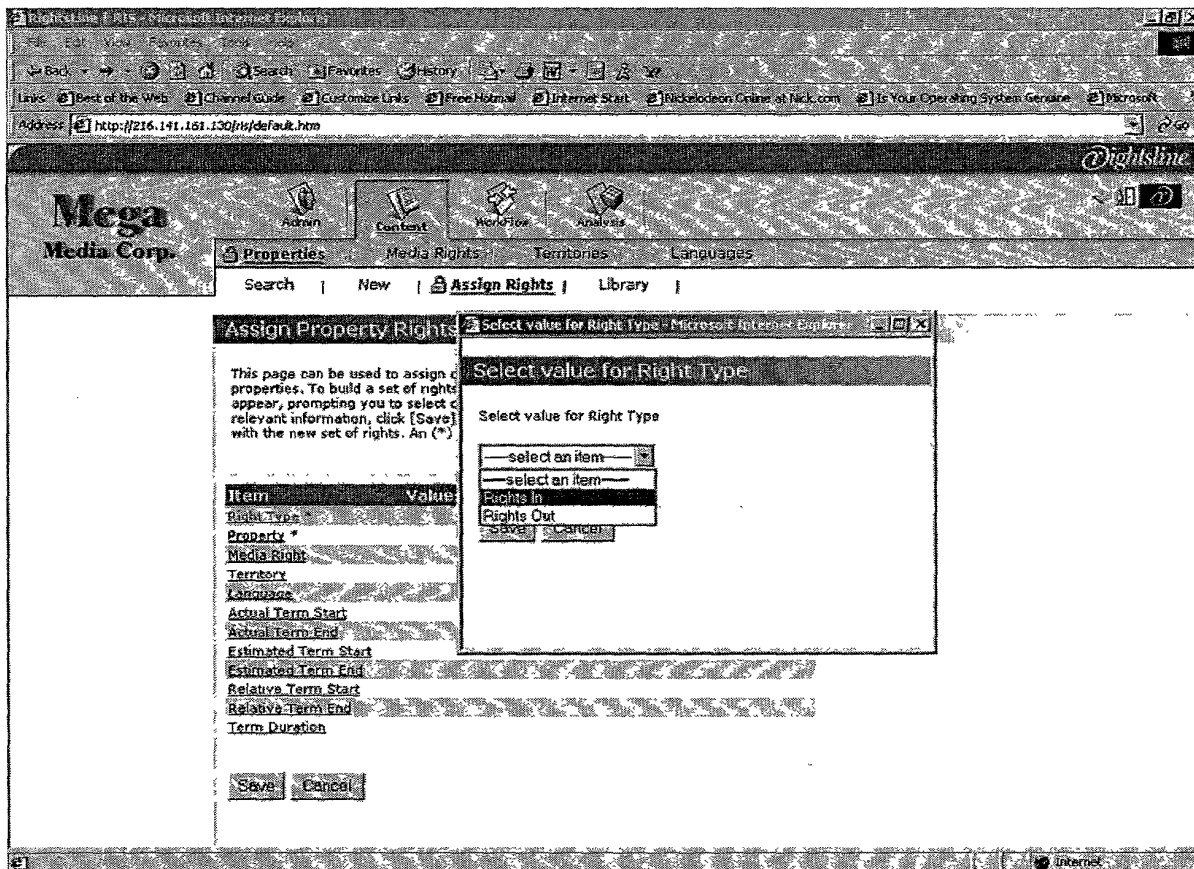 RightsLine | RIS - Microsoft Internet Explorer
File Edit View Favorites Tools Help
Back Search Favorites History
Links Best of the Web Channel Guide Customize Links Free Hotmail Internet Start Nickelodeon Online at Nick.com Is Your Operating System Genuine Microsoft
Address http://216.141.161.130/ris/default.htm Go
Rightsline
Mega
Media Corp.
Admin Content WorkFlow Analysis
Properties Media Rights Territories Languages
Search | New | Assign Rights | Library |
Assign Property Rights
This page can be used to assign
properties. To build a set of rights
appear, prompting you to select
relevant information, click [Save]
with the new set of rights. An (*)
Select value for Right Type - Microsoft Internet Explorer
Select value for Right Type
Select value for Right Type
----select an item----
----select an item----
Rights In
Rights Out
Save Cancel
Item Value
Right Type *
Property *
Media Right
Territory
Language
Actual Term Start
Actual Term End
Estimated Term Start
Estimated Term End
Relative Term Start
Relative Term End
Term Duration
Save Cancel
Internet